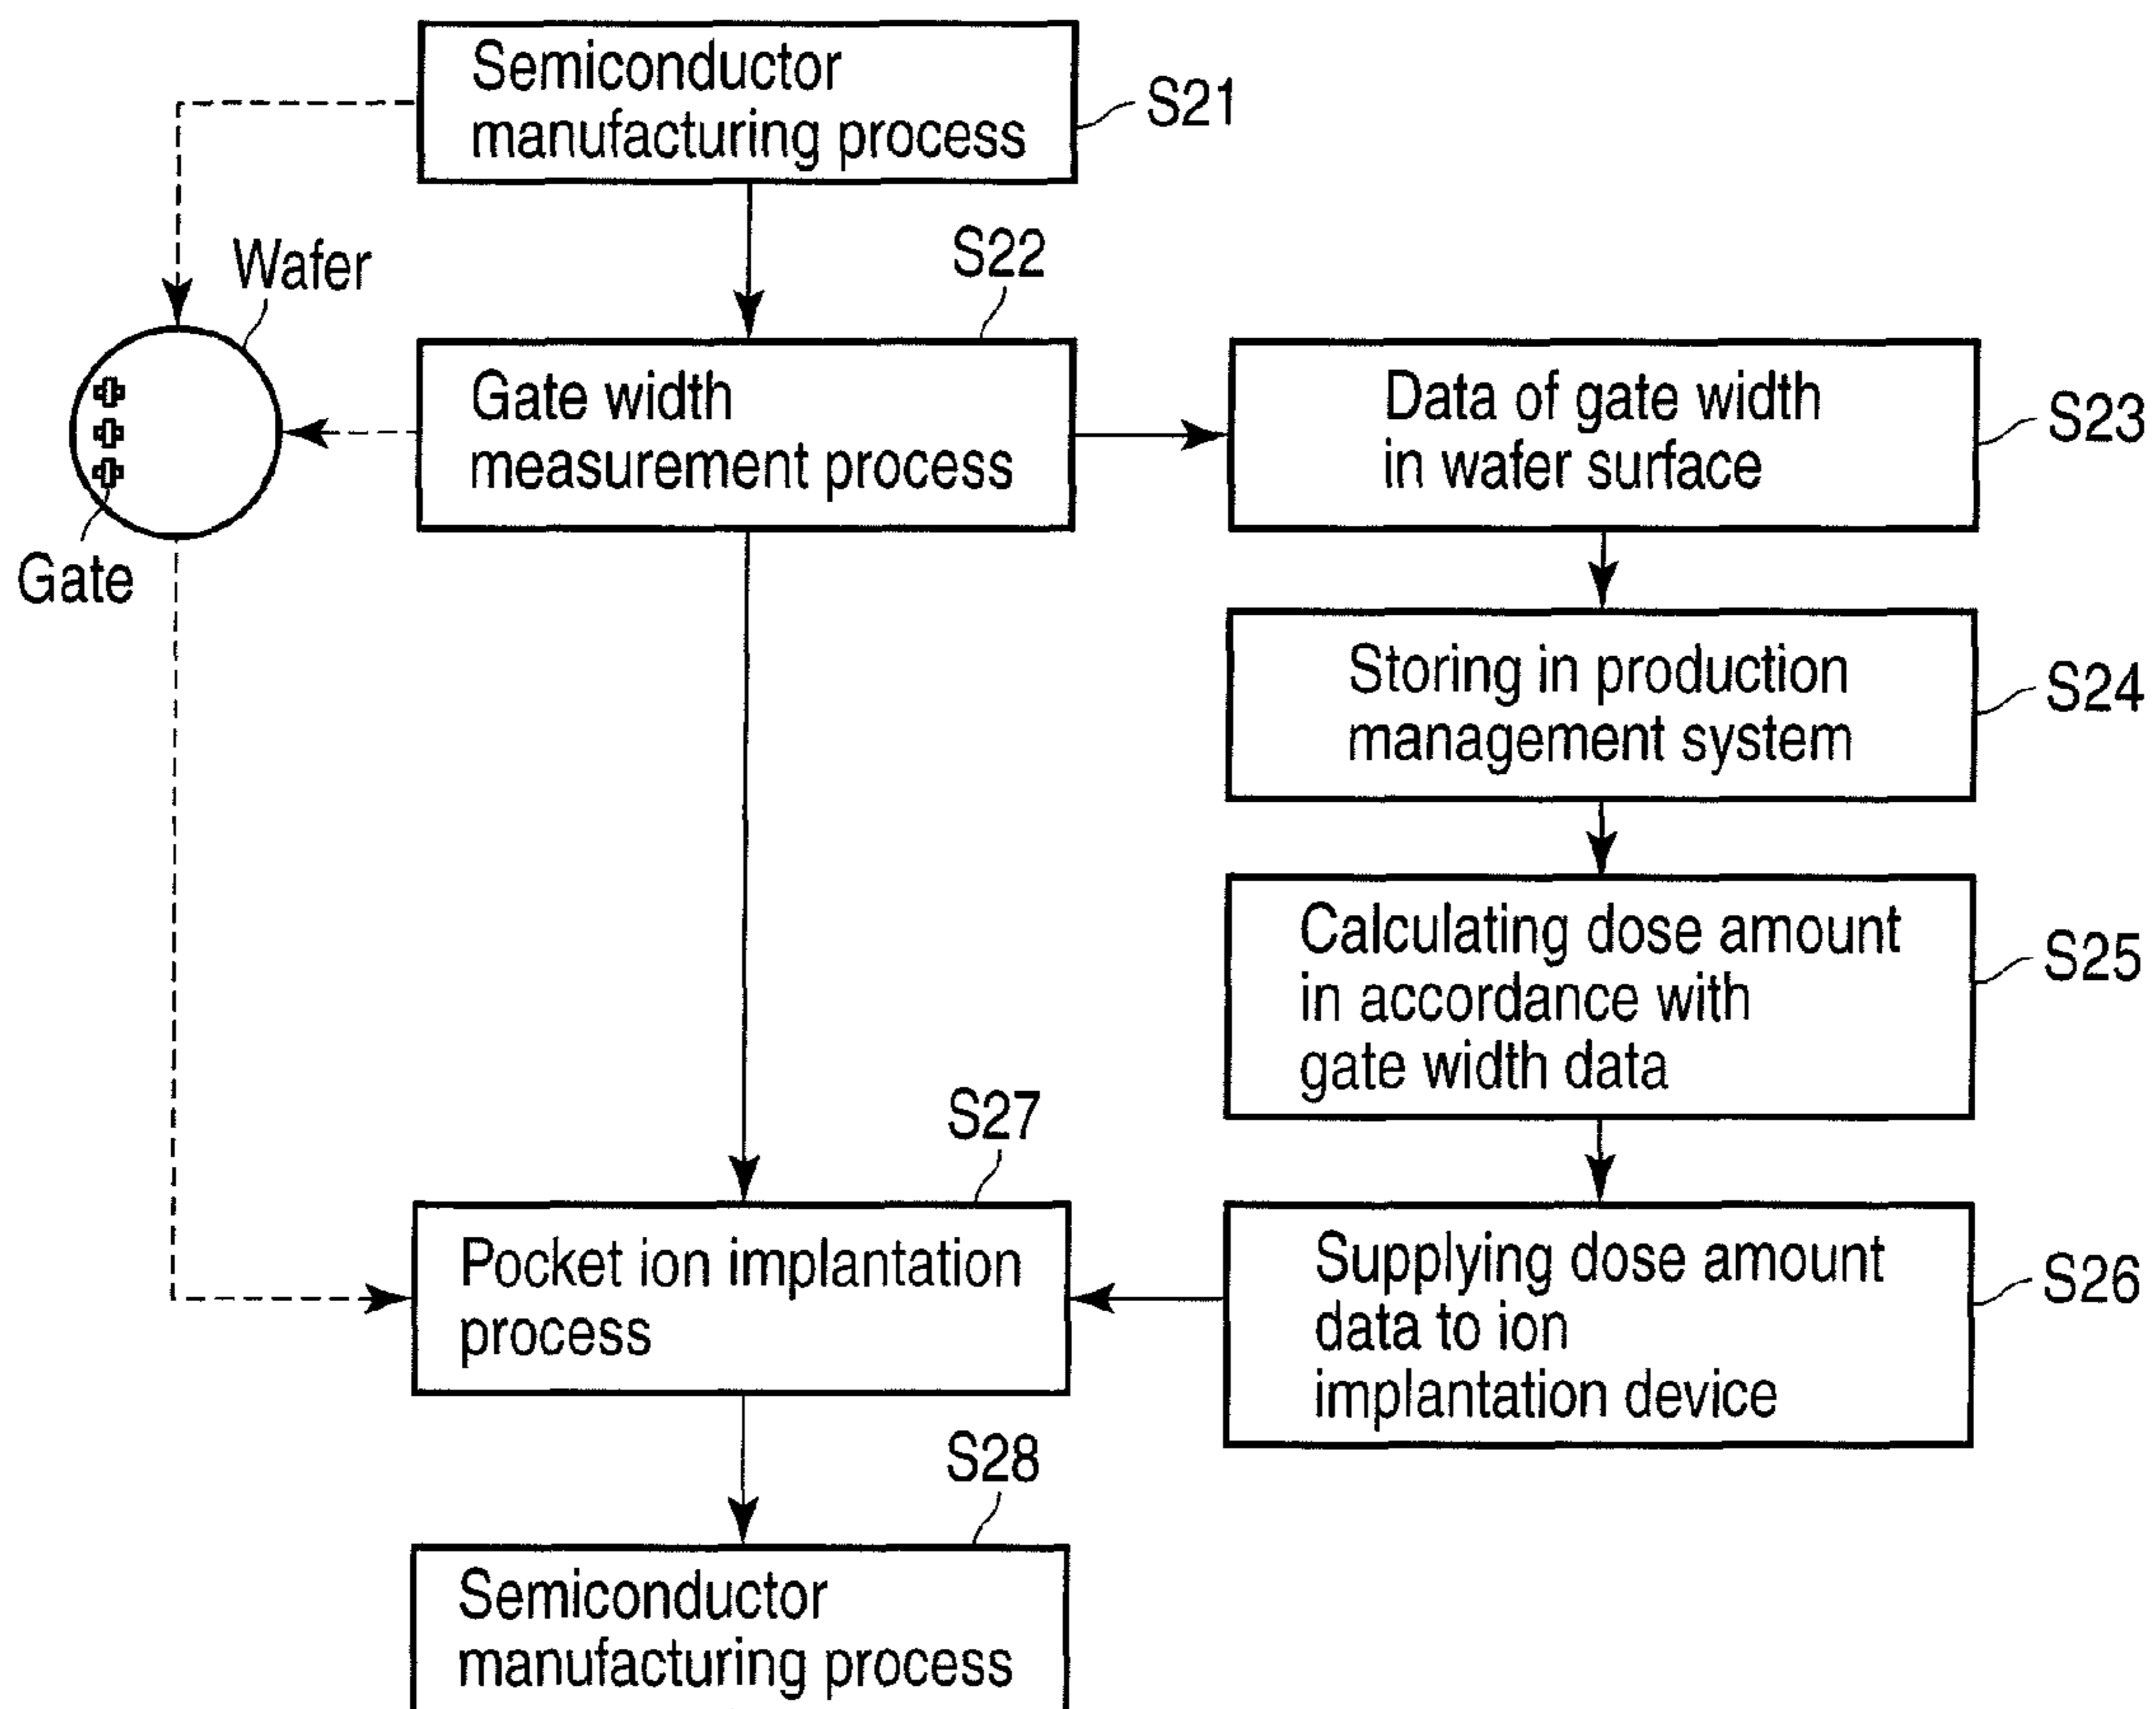 Semiconductor
manufacturing process
S21
Wafer
S22
Gate width
measurement process
Data of gate width
in wafer surface
S23
Gate
Storing in production
management system
S24
Calculating dose amount
in accordance with
gate width data
S25
S27
Pocket ion implantation
process
Supplying dose amount
data to ion
implantation device
S26
S28
Semiconductor
manufacturing process